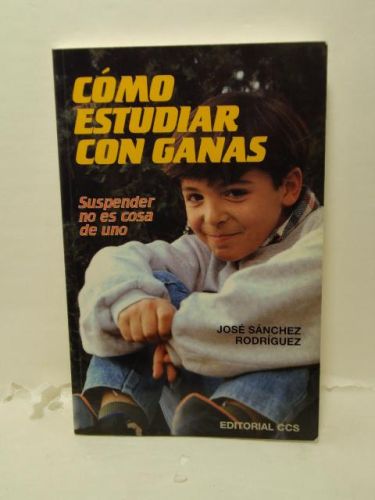 CÓMO
ESTUDIAR
CON GANAS
Suspender
no es cosa
de uno
JOSÉ SÁNCHEZ
RODRÍGUEZ
EDITORIAL CCS